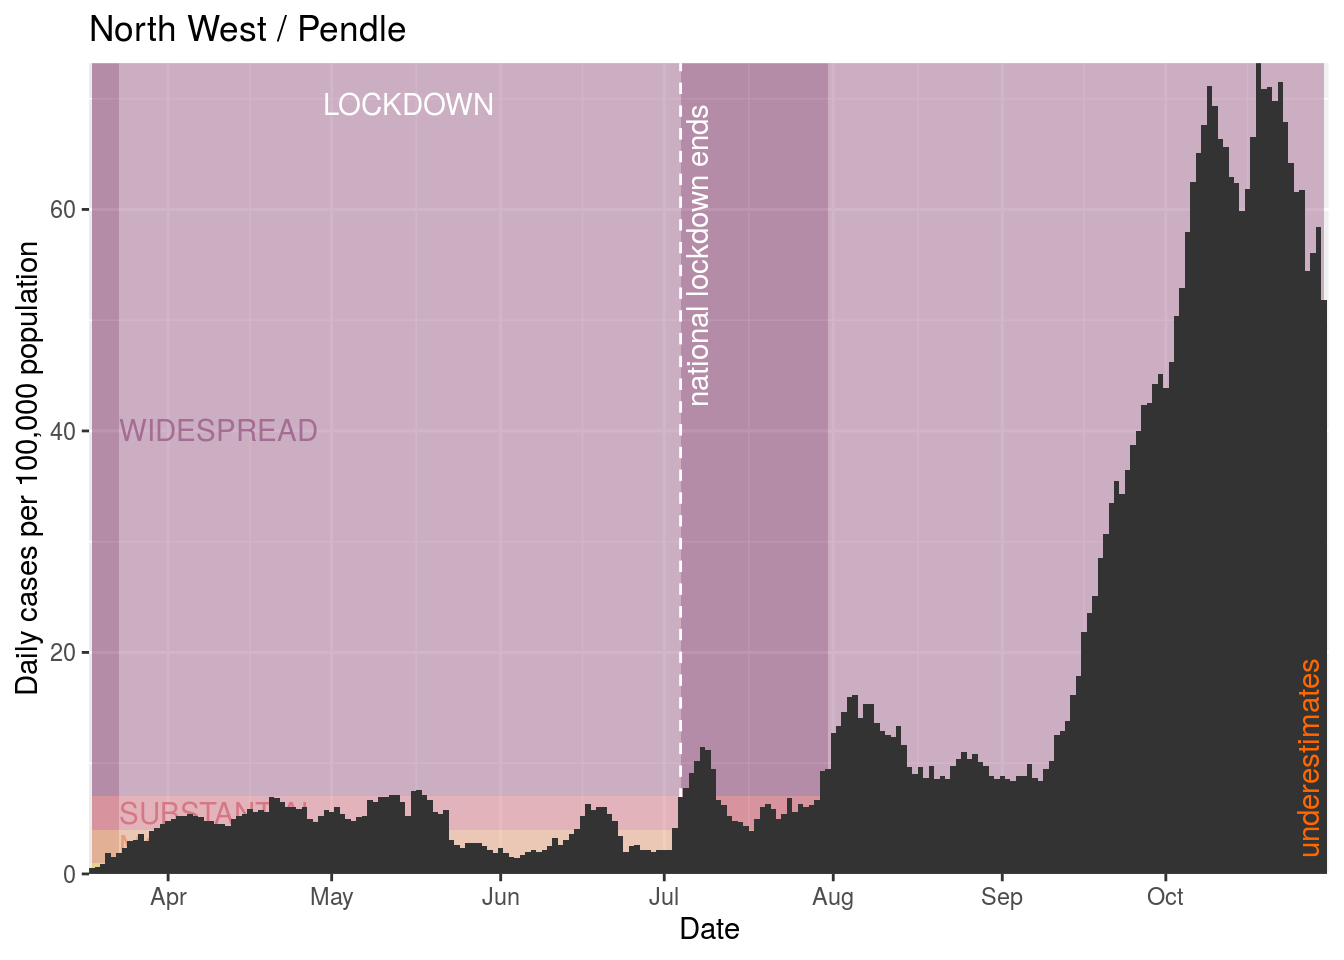 North West / Pendle
LOCKDOWN
national lockdown ends
WIDESPREAD
underestimates
60
40
20
0
Daily cases per 100,000 population
Apr May Jun Jul Aug Sep Oct
Date